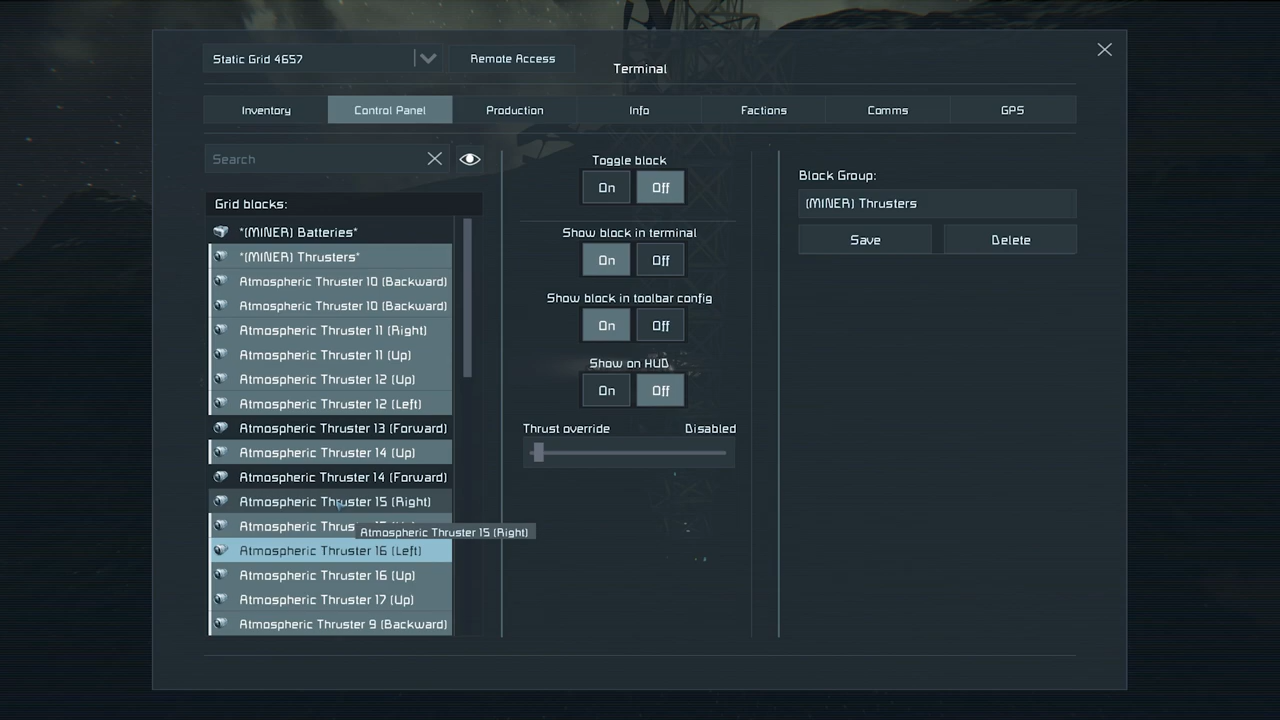 Static Grid 4657
Remote Access
Terminal
Inventory
Control Panel
Production
Info
Factions
Comms
GPS
Search
Grid blocks:
*(MINER) Batteries*
*(MINER) Thrusters*
Atmospheric Thruster 10 (Backward)
Atmospheric Thruster 10 (Backward)
Atmospheric Thruster 11 (Right)
Atmospheric Thruster 11 (Up)
Atmospheric Thruster 12 (Up)
Atmospheric Thruster 12 (Left)
Atmospheric Thruster 13 (Forward)
Atmospheric Thruster 14 (Up)
Atmospheric Thruster 14 (Forward)
Atmospheric Thruster 15 (Right)
Atmospheric
Atmospheric Thruster 15 (Right)
Atmospheric Thruster 16 (Left)
Atmospheric Thruster 16 (Up)
Atmospheric Thruster 17 (Up)
Atmospheric Thruster 9 (Backward)
Toggle block
On Off
Show block in terminal
On Off
Show block in toolbar config
On Off
Show on HUD
On Off
Thrust override Disabled
Block Group:
(MINER) Thrusters
Save Delete